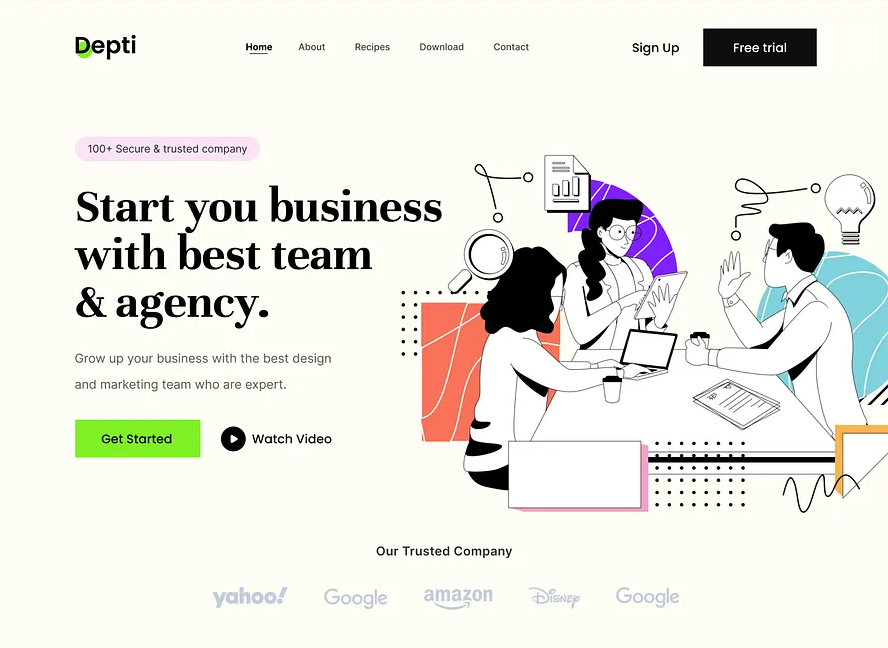 Depti
Home About Recipes Download Contact
Sign Up Free trial
100+ Secure & trusted company
Start you business
with best team
& agency.
Grow up your business with the best design
and marketing team who are expert.
Get Started Watch Video
Our Trusted Company
yahoo! Google amazon Disney Google